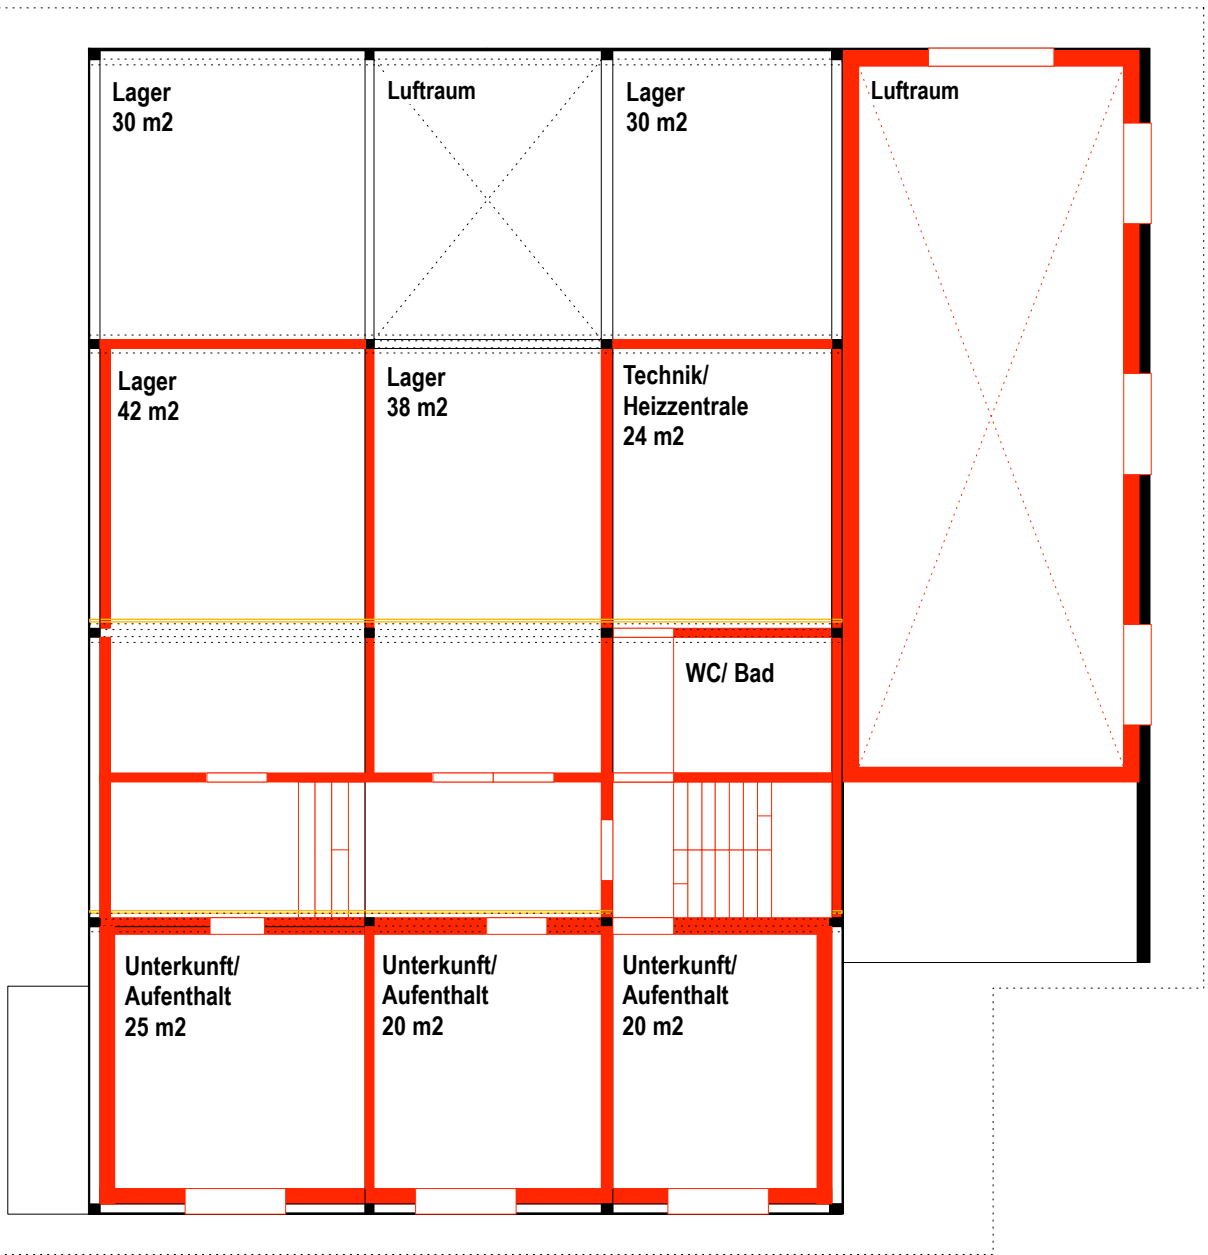 Lager
30 m2
Luftraum
Lager
30 m2
Luftraum
Lager
42 m2
Lager
38 m2
Technik/
Heizzentrale
24 m2
WC/ Bad
Unterkunft/
Aufenthalt
25 m2
Unterkunft/
Aufenthalt
20 m2
Unterkunft/
Aufenthalt
20 m2